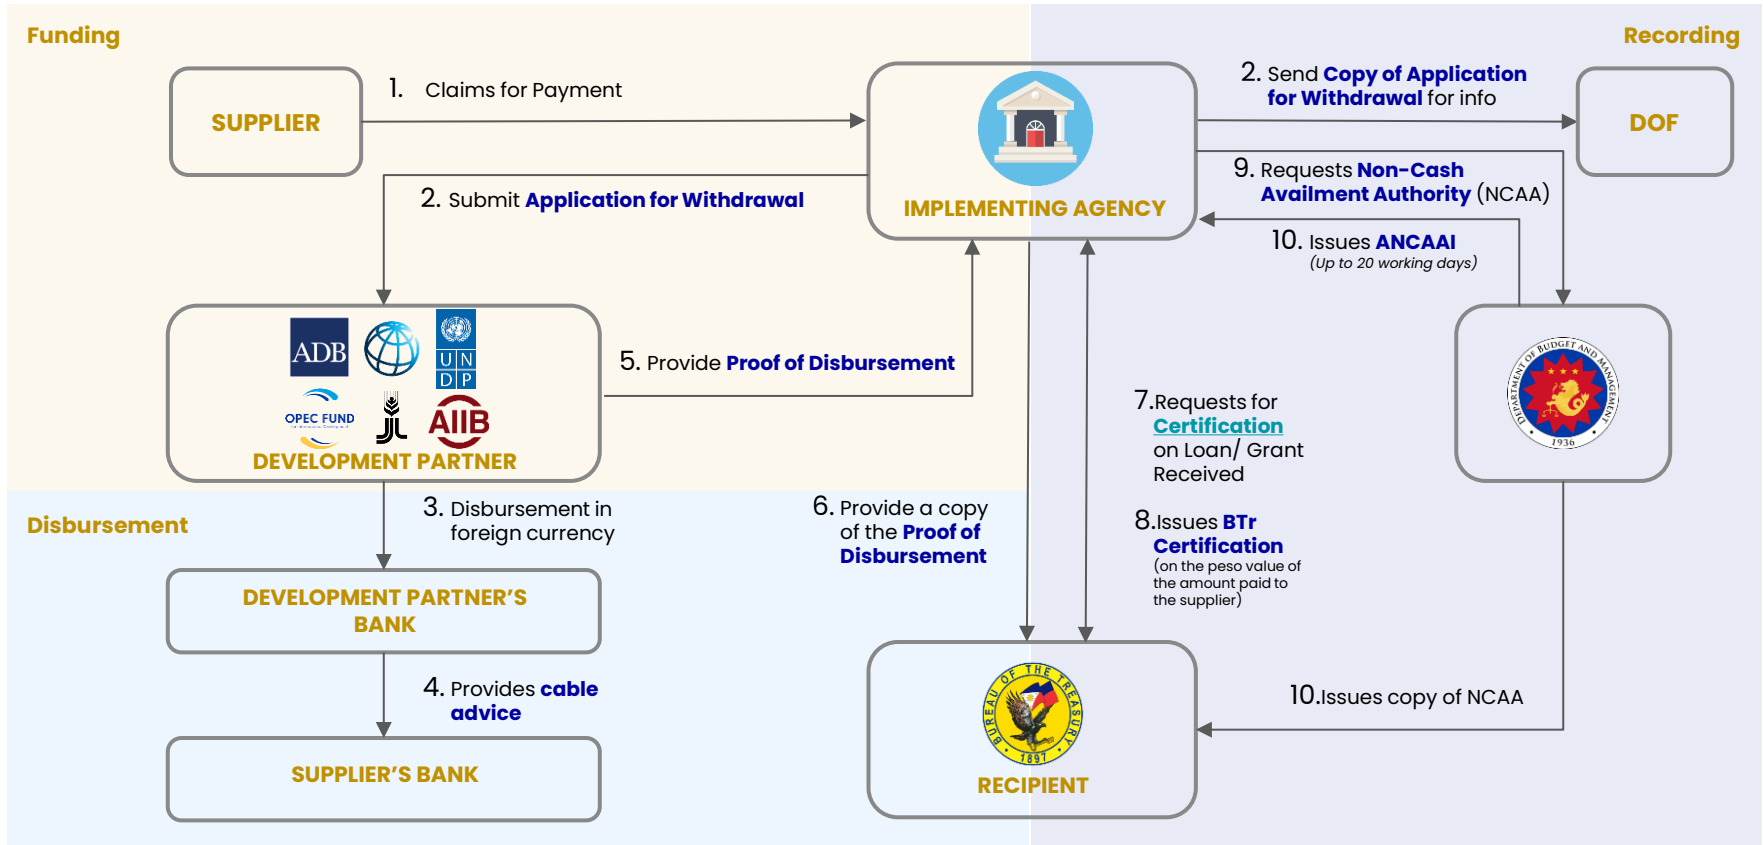 Funding
Recording
SUPPLIER
1. Claims for Payment
IMPLEMENTING AGENCY
2. Send Copy of Application
for Withdrawal for info
DOF
2. Submit Application for Withdrawal
9. Requests Non-Cash
Availment Authority (NCAA)
10. Issues ANCAAI
(Up to 20 working days)
ADB
UN
DP
OPEC FUND
AIIB
DEVELOPMENT PARTNER
5. Provide Proof of Disbursement
DEPARTMENT OF BUDGET AND MANAGEMENT
1936
7. Requests for
Certification
on Loan/ Grant
Received
Disbursement
3. Disbursement in
foreign currency
6. Provide a copy
of the Proof of
Disbursement
8. Issues BTr
Certification
(on the peso value of
the amount paid to
the supplier)
DEVELOPMENT PARTNER'S
BANK
4. Provides cable
advice
SUPPLIER'S BANK
BUREAU OF THE TREASURY
1897
RECIPIENT
10. Issues copy of NCAA